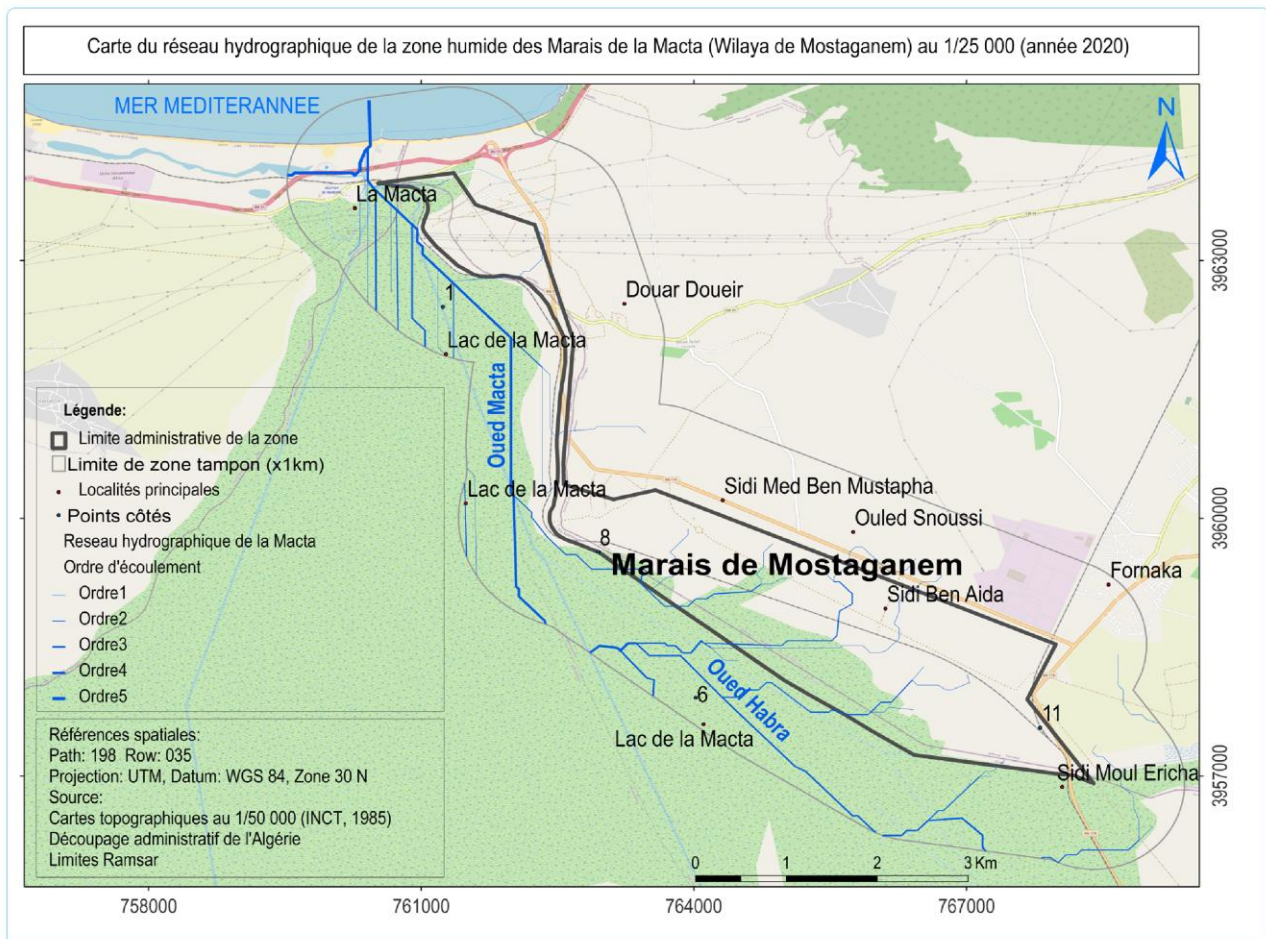 Carte du réseau hydrographique de la zone humide des Marais de la Macta (Wilaya de Mostaganem) au 1/25 000 (année 2020)
MER MEDITERANNEE
N
La Macta
3963000
Douar Doueir
1
Lac de la Macta
Oued Macta
Légende:
Limite administrative de la zone
Limite de zone tampon (x1km)
Localités principales
Points côtés
Reseau hydrographique de la Macta
Ordre d'écoulement
Ordre1
Ordre2
Ordre3
Ordre4
Ordre5
Lac de la Macta
Sidi Med Ben Mustapha
3960000
Ouled Snoussi
8
Marais de Mostaganem
Fornaka
Sidi Ben Aida
Oued Habra
6
11
Lac de la Macta
Sidi Moul Ericha
3957000
Références spatiales:
Path: 198 Row: 035
Projection: UTM, Datum: WGS 84, Zone 30 N
Source:
Cartes topographiques au 1/50 000 (INCT, 1985)
Découpage administratif de l'Algérie
Limites Ramsar
0 1 2 3 Km
758000 761000 764000 767000